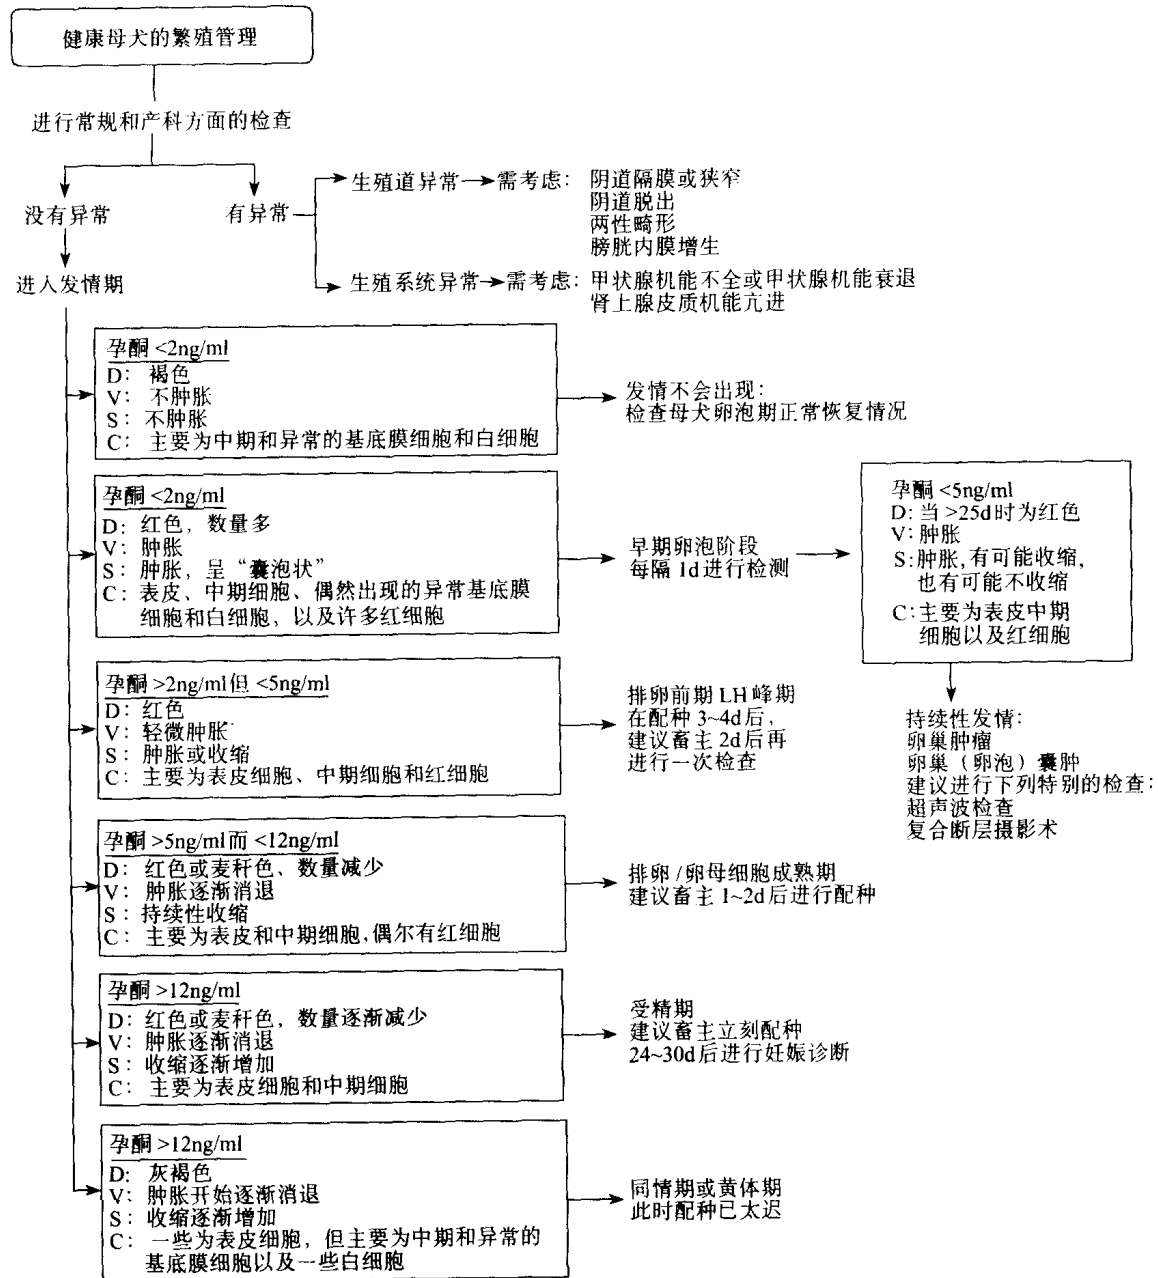 健康母犬的繁殖管理
进行常规和产科方面的检查
没有异常
有异常
生殖道异常
需考虑：
阴道隔膜或狭窄
阴道脱出
两性畸形
膀胱内膜增生
进入发情期
生殖系统异常
需考虑：
甲状腺机能不全或甲状腺机能衰退
肾上腺皮质机能亢进
孕酮<2ng/ml
D：褐色
V：不肿胀
S：不肿胀
C：主要为中期和异常的基底膜细胞和白细胞
发情不会出现：
检查母犬卵泡期正常恢复情况
孕酮<2ng/ml
D：红色，数量多
V：肿胀
S：肿胀，呈“囊泡状”
C：表皮、中期细胞、偶然出现的异常基底膜
细胞和白细胞，以及许多红细胞
早期卵泡阶段
每隔1d进行检测
孕酮<5ng/ml
D：当>25d时为红色
V：肿胀
S：肿胀，有可能收缩，
也有可能不收缩
C：主要为表皮中期
细胞以及红细胞
持续性发情：
卵巢肿瘤
卵巢（卵泡）囊肿
建议进行下列特别的检查：
超声波检查
复合断层摄影术
孕酮>2ng/ml但<5ng/ml
D：红色
V：轻微肿胀
S：肿胀或收缩
C：主要为表皮细胞、中期细胞和红细胞
排卵前期LH峰期
在配种3~4d后，
建议畜主2d后再
进行一次检查
孕酮>5ng/ml而<12ng/ml
D：红色或麦秆色、数量减少
V：肿胀逐渐消退
S：持续性收缩
C：主要为表皮和中期细胞，偶尔有红细胞
排卵/卵母细胞成熟期
建议畜主1~2d后进行配种
孕酮>12ng/ml
D：红色或麦秆色，数量逐渐减少
V：肿胀逐渐消退
S：收缩逐渐增加
C：主要为表皮细胞和中期细胞
受精期
建议畜主立刻配种
24~30d后进行妊娠诊断
孕酮>12ng/ml
D：灰褐色
V：肿胀开始逐渐消退
S：收缩逐渐增加
C：一些为表皮细胞，但主要为中期和异常的
基底膜细胞以及一些白细胞
同情期或黄体期
此时配种已太迟